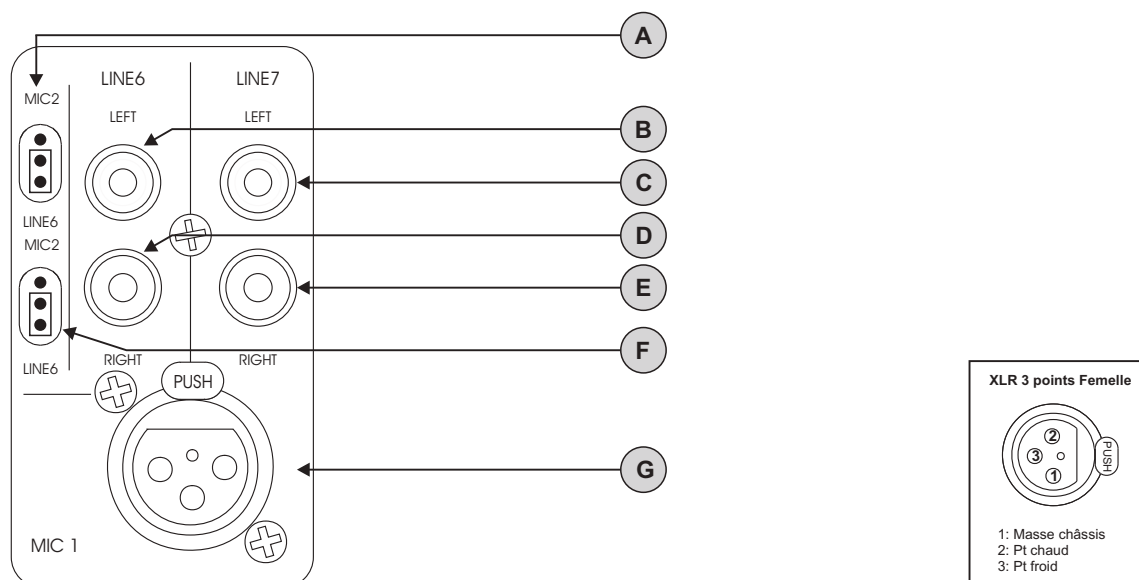 A
LINE6
LINE7
MIC2
LEFT
LEFT
B
C
LINE6
MIC2
D
E
F
LINE6
RIGHT
RIGHT
PUSH
G
MIC 1
XLR 3 points Femelle
2
3
1
PUSH
1: Masse châssis
2: Pt chaud
3: Pt froid